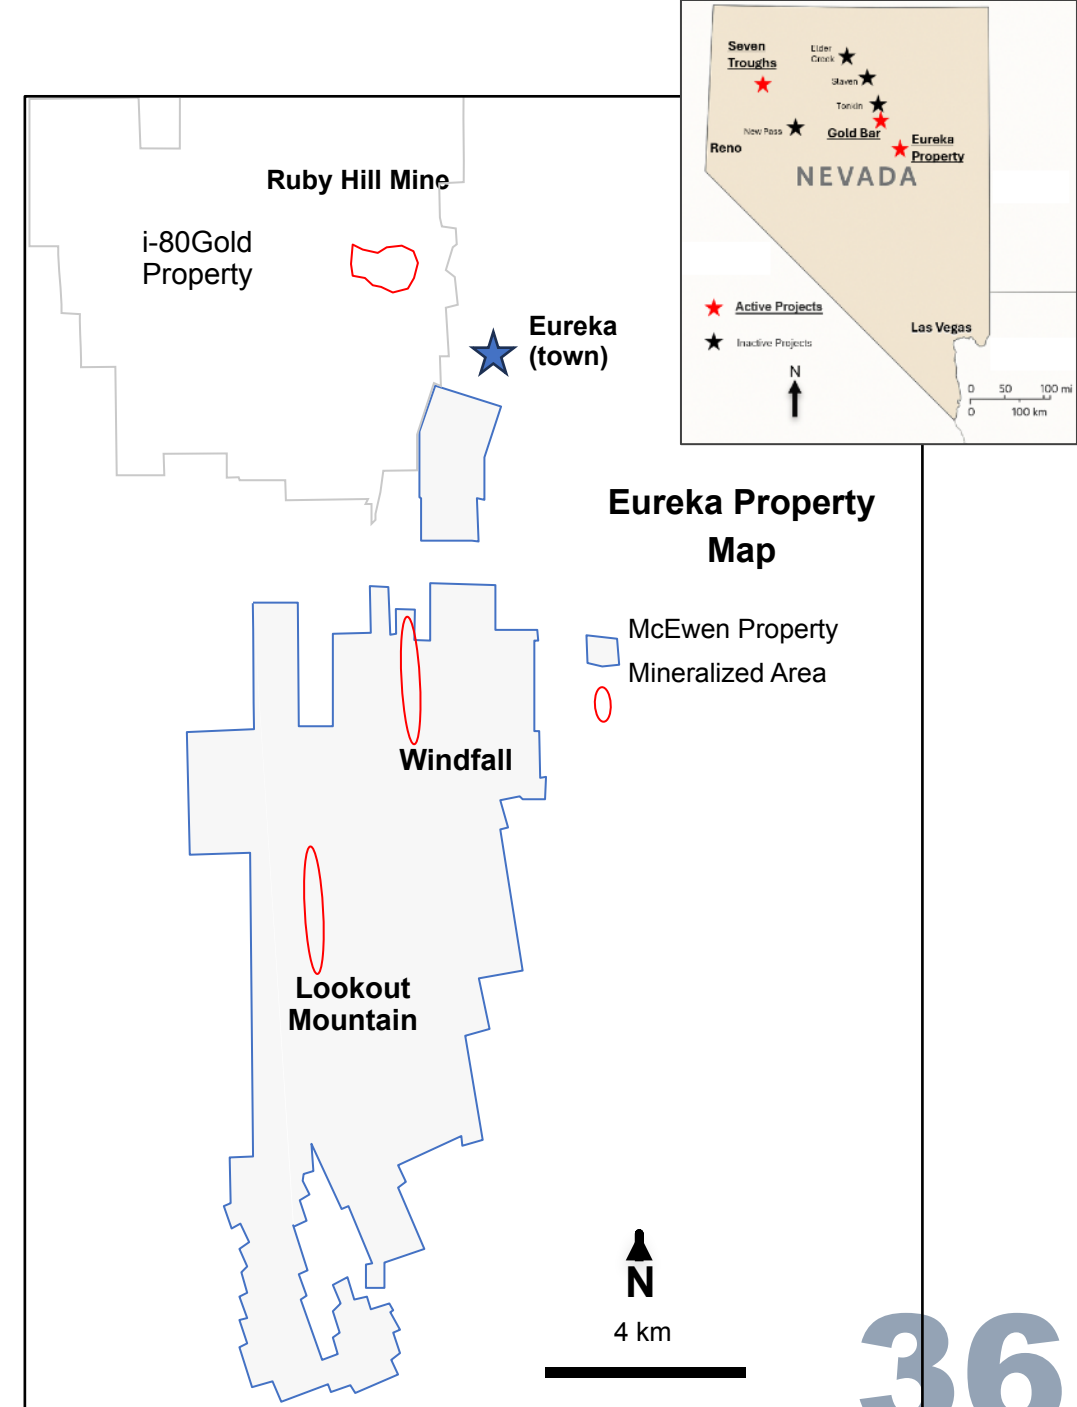 Seven
Troughs
Elder
Creek
Slaven
Tonkin
New Pass
Gold Bar
Reno
Eureka
Property
NEVADA
Active Projects
Inactive Projects
Las Vegas
N
0 50 100 mi
0 100 km
Ruby Hill Mine
i-80Gold
Property
Eureka
(town)
Eureka Property
Map
McEwen Property
Mineralized Area
Windfall
Lookout
Mountain
N
4 km
36